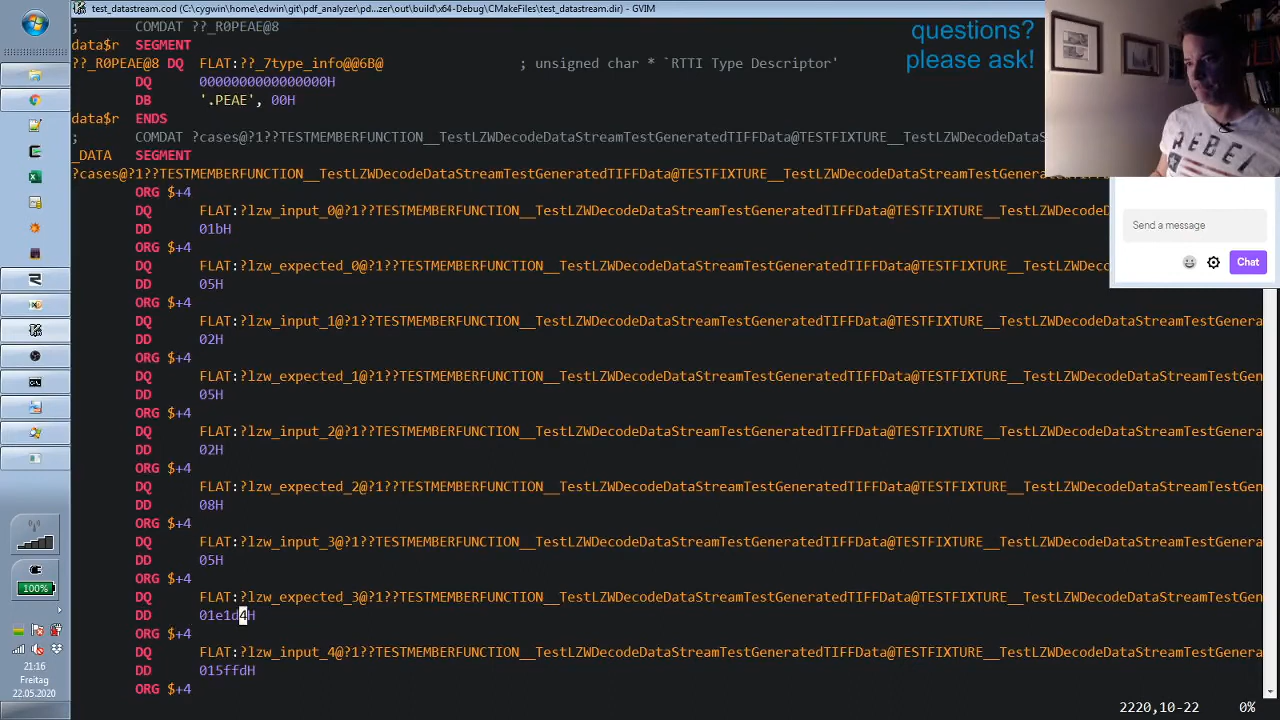 test_datastream.cod (C:\cygwin\home\edwin\git\pdf_analyzer\pd...zer\out\build\x64-Debug\CMakeFiles\test_datastream.dir) - GVIM
; COMDAT ??_R0PEAE@8
data$r SEGMENT
??_R0PEAE@8 DQ FLAT:??_7type_info@@6B@ ; unsigned char * `RTTI Type Descriptor'
DQ 0000000000000000H
DB '.PEAE', 00H
data$r ENDS
; COMDAT ?cases@?1??TESTMEMBERFUNCTION__TestLZWDecodeDataStreamTestGeneratedTIFFData@TESTFIXTURE__TestLZWDecodeDataStreamTestGeneratedTIFFD
_DATA SEGMENT
?cases@?1??TESTMEMBERFUNCTION__TestLZWDecodeDataStreamTestGeneratedTIFFData@TESTFIXTURE__TestLZWDecodeDataStreamTestGeneratedTIFFD
ORG $+4
DQ FLAT:?lzw_input_0@?1??TESTMEMBERFUNCTION__TestLZWDecodeDataStreamTestGeneratedTIFFData@TESTFIXTURE__TestLZWDecodeD
DD 01bH
ORG $+4
DQ FLAT:?lzw_expected_0@?1??TESTMEMBERFUNCTION__TestLZWDecodeDataStreamTestGeneratedTIFFData@TESTFIXTURE__TestLZWDecodeD
DD 05H
ORG $+4
DQ FLAT:?lzw_input_1@?1??TESTMEMBERFUNCTION__TestLZWDecodeDataStreamTestGeneratedTIFFData@TESTFIXTURE__TestLZWDecodeDataStreamTestGenera
DD 02H
ORG $+4
DQ FLAT:?lzw_expected_1@?1??TESTMEMBERFUNCTION__TestLZWDecodeDataStreamTestGeneratedTIFFData@TESTFIXTURE__TestLZWDecodeDataStreamTestGen
DD 05H
ORG $+4
DQ FLAT:?lzw_input_2@?1??TESTMEMBERFUNCTION__TestLZWDecodeDataStreamTestGeneratedTIFFData@TESTFIXTURE__TestLZWDecodeDataStreamTestGenera
DD 02H
ORG $+4
DQ FLAT:?lzw_expected_2@?1??TESTMEMBERFUNCTION__TestLZWDecodeDataStreamTestGeneratedTIFFData@TESTFIXTURE__TestLZWDecodeDataStreamTestGen
DD 08H
ORG $+4
DQ FLAT:?lzw_input_3@?1??TESTMEMBERFUNCTION__TestLZWDecodeDataStreamTestGeneratedTIFFData@TESTFIXTURE__TestLZWDecodeDataStreamTestGenera
DD 05H
ORG $+4
DQ FLAT:?lzw_expected_3@?1??TESTMEMBERFUNCTION__TestLZWDecodeDataStreamTestGeneratedTIFFData@TESTFIXTURE__TestLZWDecodeDataStreamTestGen
DD 01e1d4H
ORG $+4
DQ FLAT:?lzw_input_4@?1??TESTMEMBERFUNCTION__TestLZWDecodeDataStreamTestGeneratedTIFFData@TESTFIXTURE__TestLZWDecodeDataStreamTestGenera
DD 015ffdH
ORG $+4
2220,10-22 0%
questions?
please ask!
REBEL
Send a message
Chat
100%
21:16
Freitag
22.05.2020